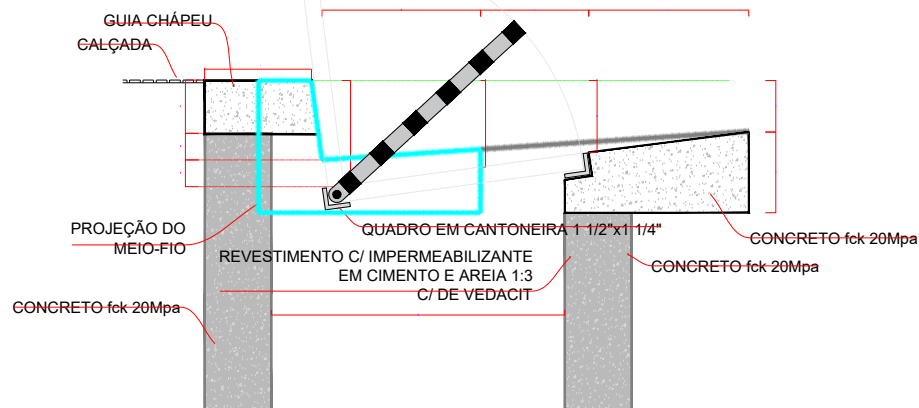 GUIA CHÁPEU
CALÇADA
PROJEÇÃO DO
MEIO-FIO
QUADRO EM CANTONEIRA 1 1/2"x1 1/4"
REVESTIMENTO C/ IMPERMEABILIZANTE
EM CIMENTO E AREIA 1:3
C/ DE VEDACIT
CONCRETO fck 20Mpa
CONCRETO fck 20Mpa
CONCRETO fck 20Mpa